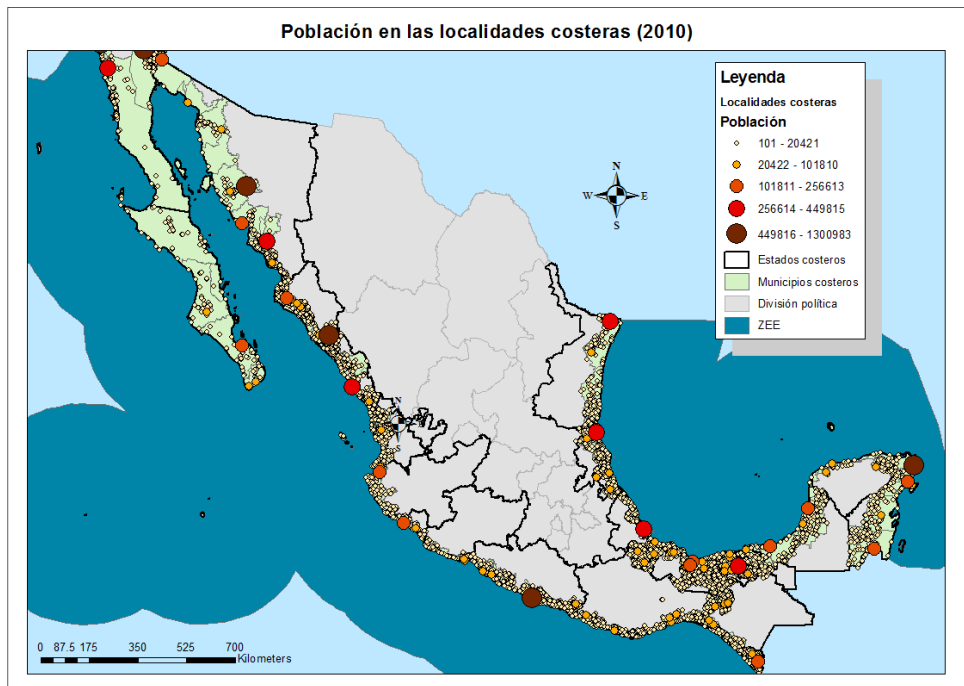 Población en las localidades costeras (2010)
Leyenda
Localidades costeras
Población
101 - 20421
20422 - 101810
101811 - 256613
256614 - 449815
449816 - 1300983
Estados costeros
Municipios costeros
División política
ZEE
N
W E
S
N
S
0 87.5 175 350 525 700
Kilometers